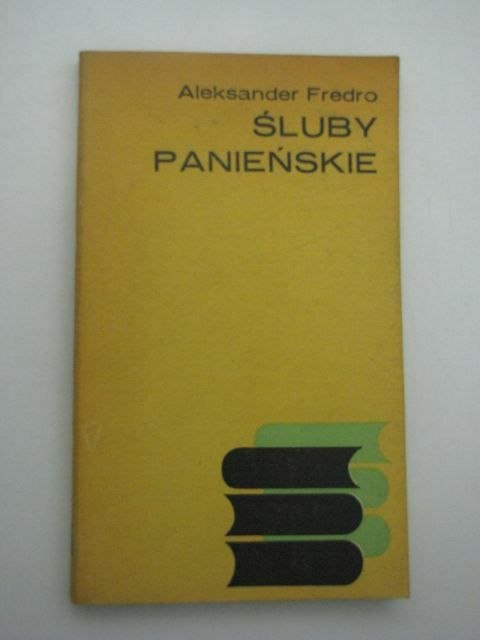 Aleksander Fredro
ŚLUBY
PANIEŃSKIE